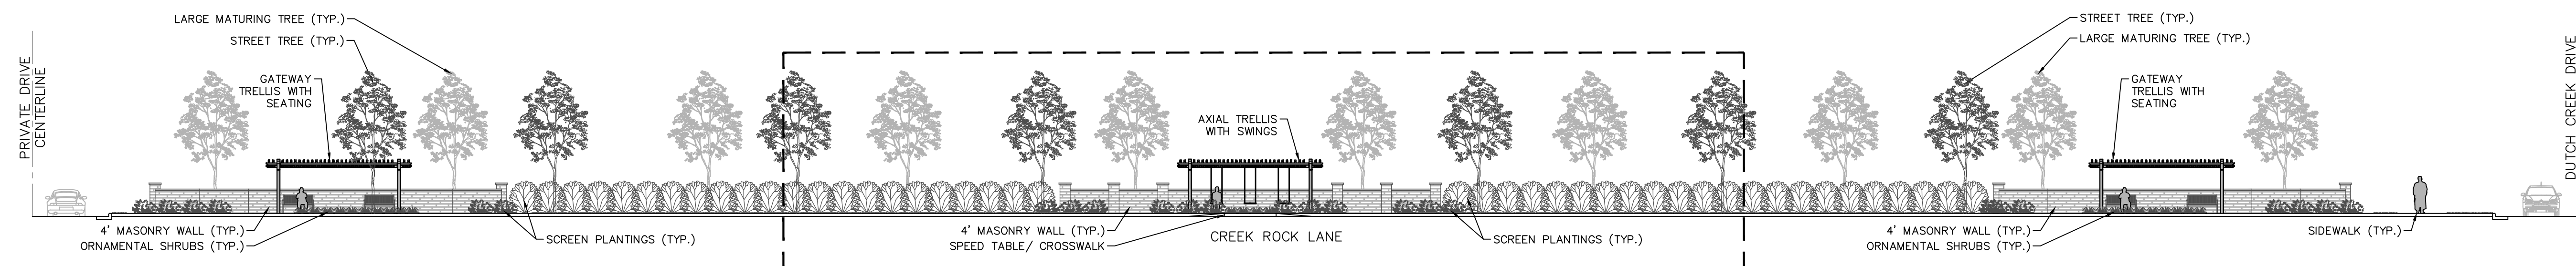 PRIVATE DRIVE
CENTERLINE
LARGE MATURING TREE (TYP.)
STREET TREE (TYP.)
GATEWAY
TRELLIS WITH
SEATING
4' MASONRY WALL (TYP.)
ORNAMENTAL SHRUBS (TYP.)
SCREEN PLANTINGS (TYP.)
AXIAL TRELLIS
WITH SWINGS
4' MASONRY WALL (TYP.)
SPEED TABLE/ CROSSWALK
CREEK ROCK LANE
SCREEN PLANTINGS (TYP.)
STREET TREE (TYP.)
LARGE MATURING TREE (TYP.)
GATEWAY
TRELLIS WITH
SEATING
4' MASONRY WALL (TYP.)
ORNAMENTAL SHRUBS (TYP.)
SIDEWALK (TYP.)
DUTCH CREEK DRIVE